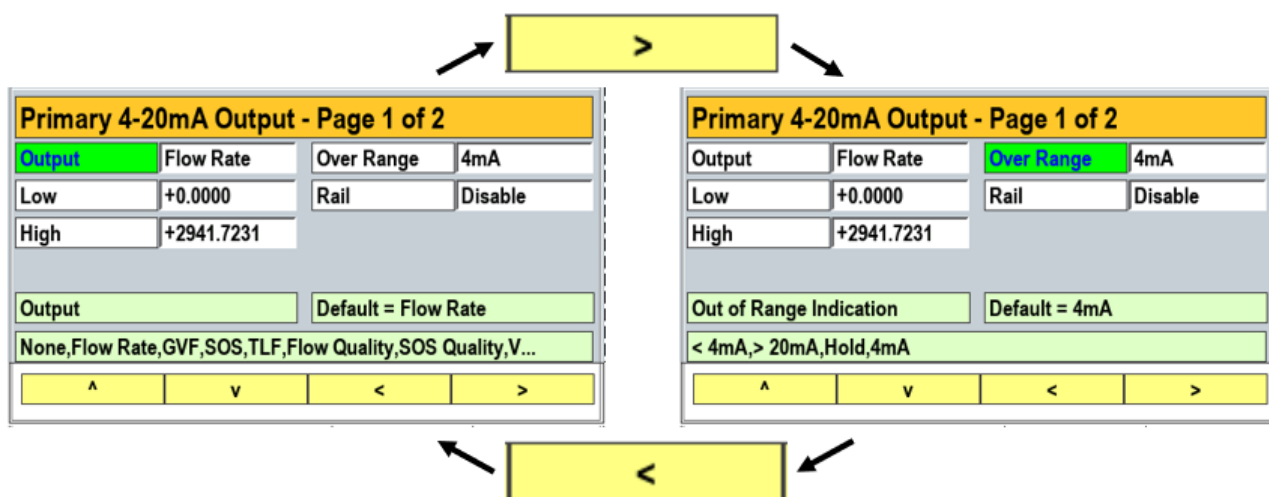 >
Primary 4-20mA Output - Page 1 of 2
Output Flow Rate Over Range 4mA
Low +0.0000 Rail Disable
High +2941.7231
Output Default = Flow Rate
None,Flow Rate,GVF,SOS,TLF,Flow Quality,SOS Quality,V...
^ v < >
Primary 4-20mA Output - Page 1 of 2
Output Flow Rate Over Range 4mA
Low +0.0000 Rail Disable
High +2941.7231
Out of Range Indication Default = 4mA
< 4mA,> 20mA,Hold,4mA
^ v < >
<